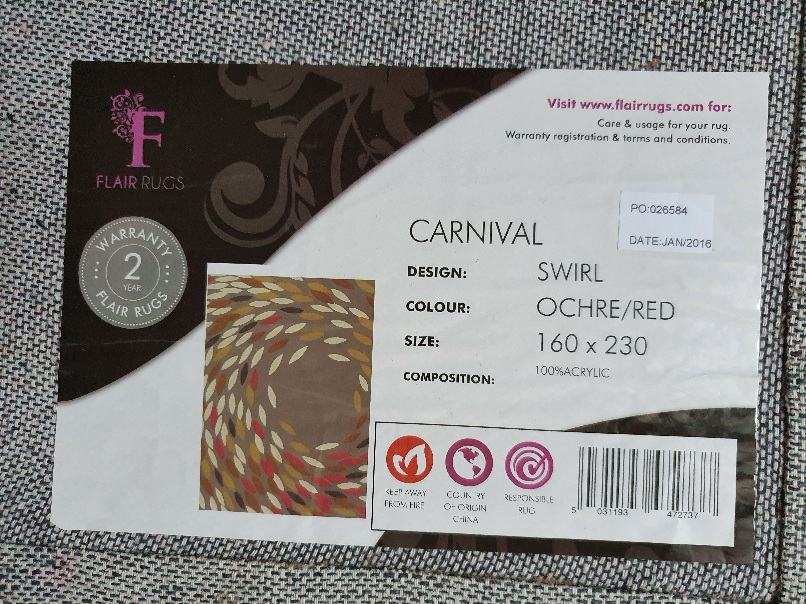 F
FLAIR RUGS
Visit www.flairrugs.com for:
Care & usage for your rug.
Warranty registration & terms and conditions.
PO:026584
DATE:JAN/2016
WARRANTY
2
YEAR
FLAIR RUGS
CARNIVAL
DESIGN: SWIRL
COLOUR: OCHRE/RED
SIZE: 160 x 230
COMPOSITION: 100%ACRYLIC
KEEP AWAY
FROM FIRE
COUNTRY
OF ORIGIN
CHINA
RESPONSIBLE
RUG
5 031193 472737